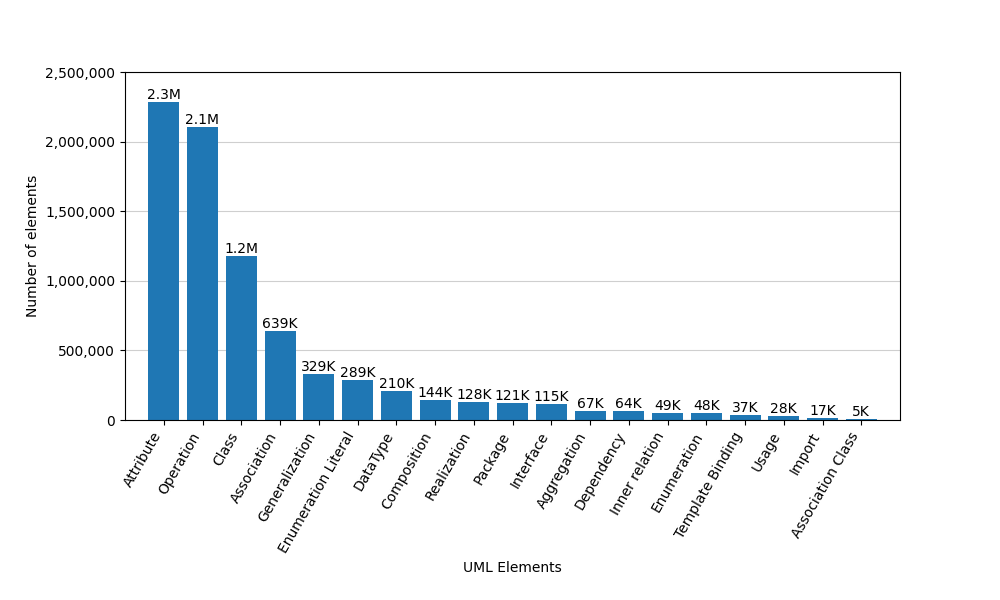 Number of elements
2,500,000
2,000,000
1,500,000
1,000,000
500,000
0
2.3M
2.1M
1.2M
639K
329K
289K
210K
144K
128K
121K
115K
67K
64K
49K
48K
37K
28K
17K
5K
Attribute
Operation
Class
Association
Generalization
Enumeration Literal
DataType
Composition
Realization
Package
Interface
Aggregation
Dependency
Inner relation
Enumeration
Template Binding
Usage
Import
Association Class
UML Elements